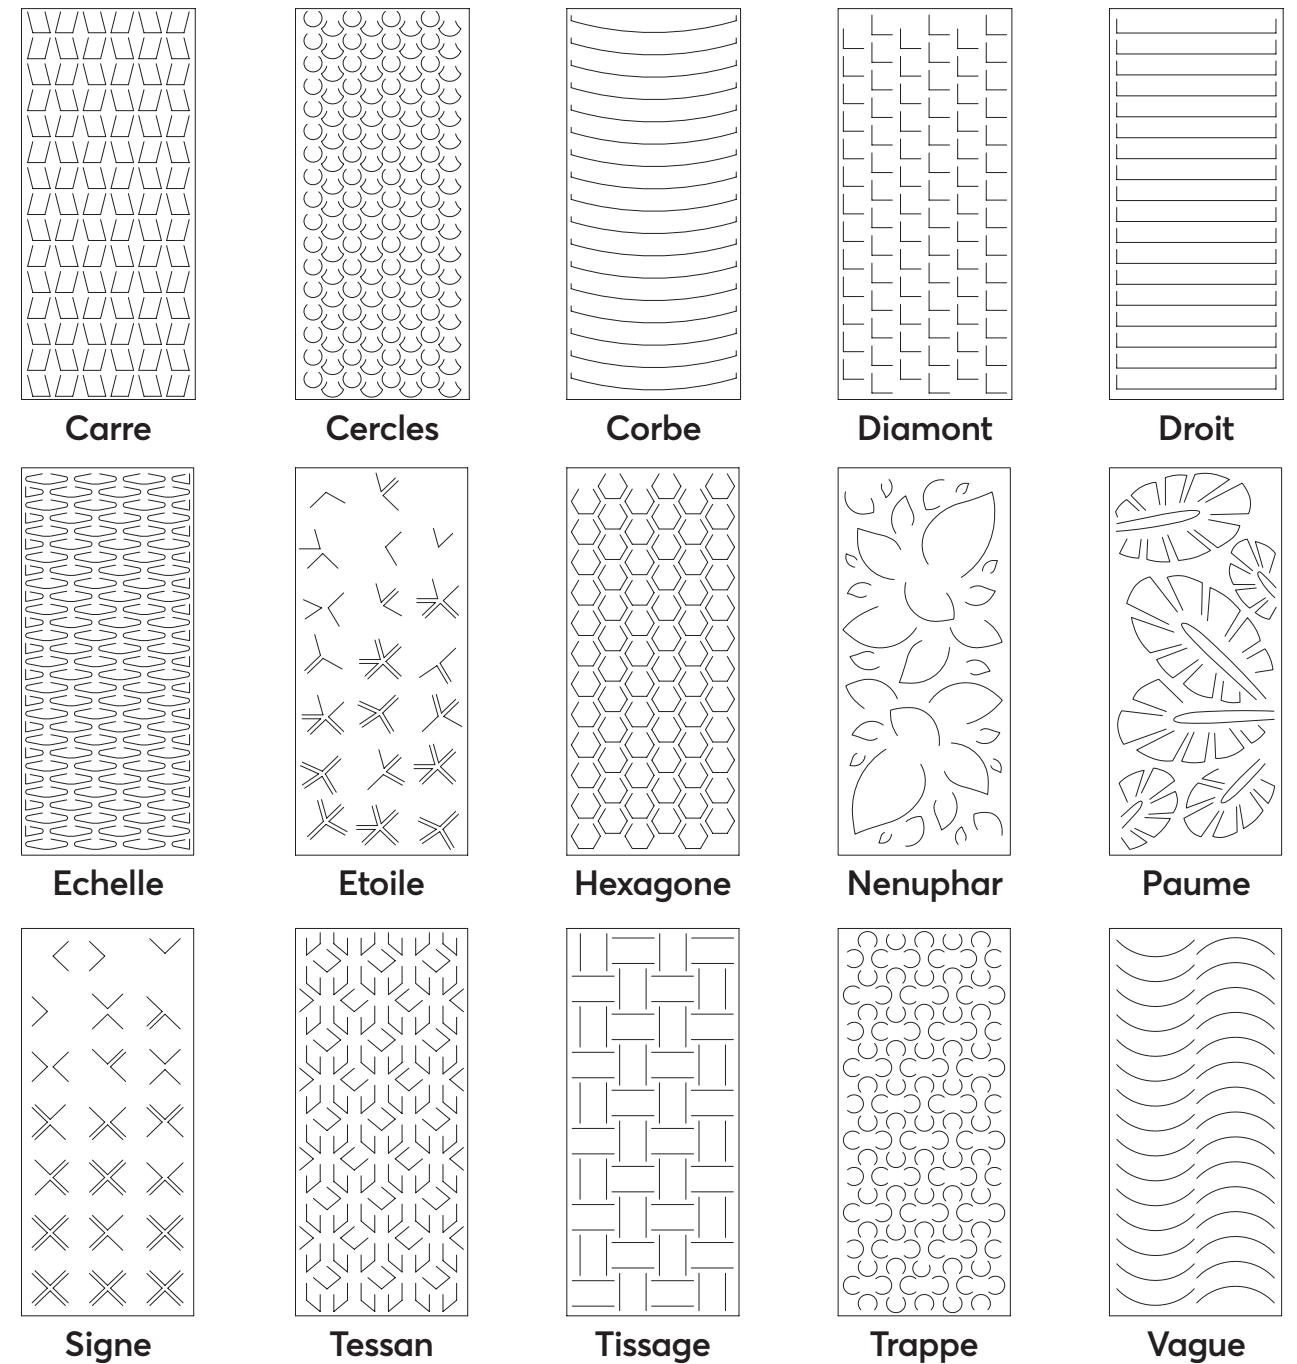 Carre Cercles Corbe Diamont Droit
Echelle Etoile Hexagone Nenuphar Paume
Signe Tessan Tissage Trappe Vague